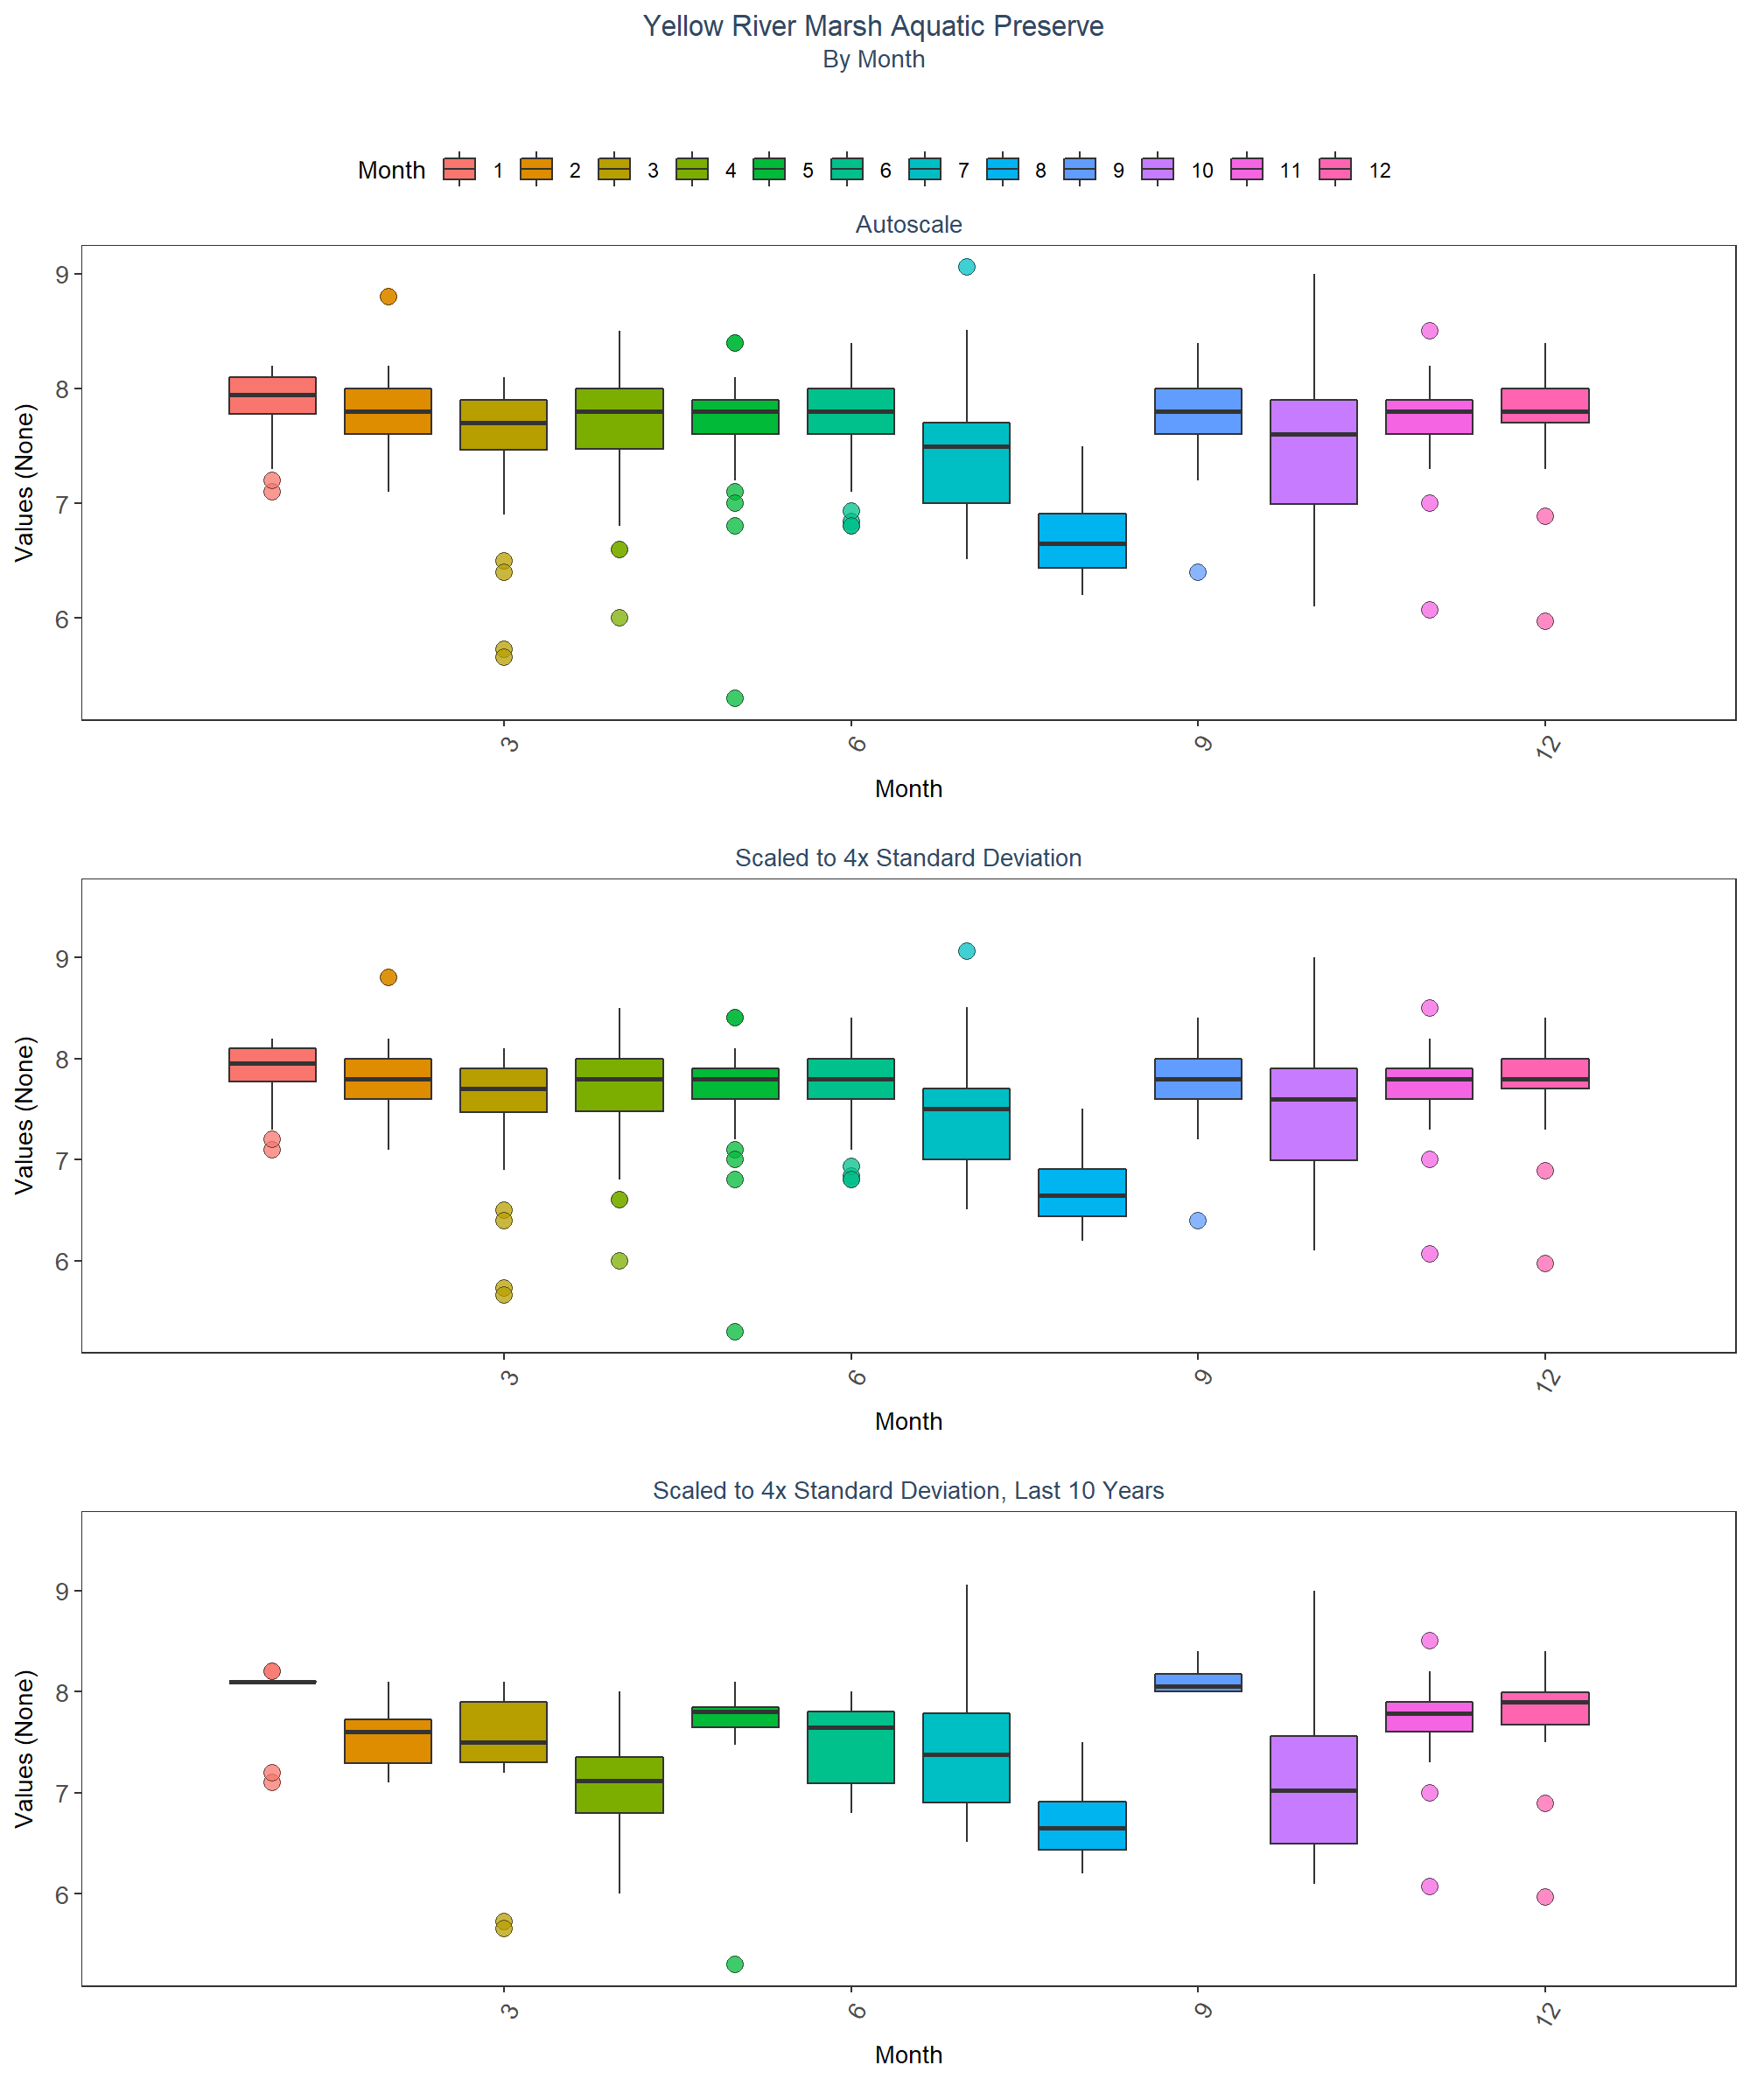 Yellow River Marsh Aquatic Preserve
By Month
Month 1 2 3 4 5 6 7 8 9 10 11 12
Autoscale
Values (None)
9
8
7
6
3 6 9 12
Month
Scaled to 4x Standard Deviation
Values (None)
9
8
7
6
3 6 9 12
Month
Scaled to 4x Standard Deviation, Last 10 Years
Values (None)
9
8
7
6
3 6 9 12
Month